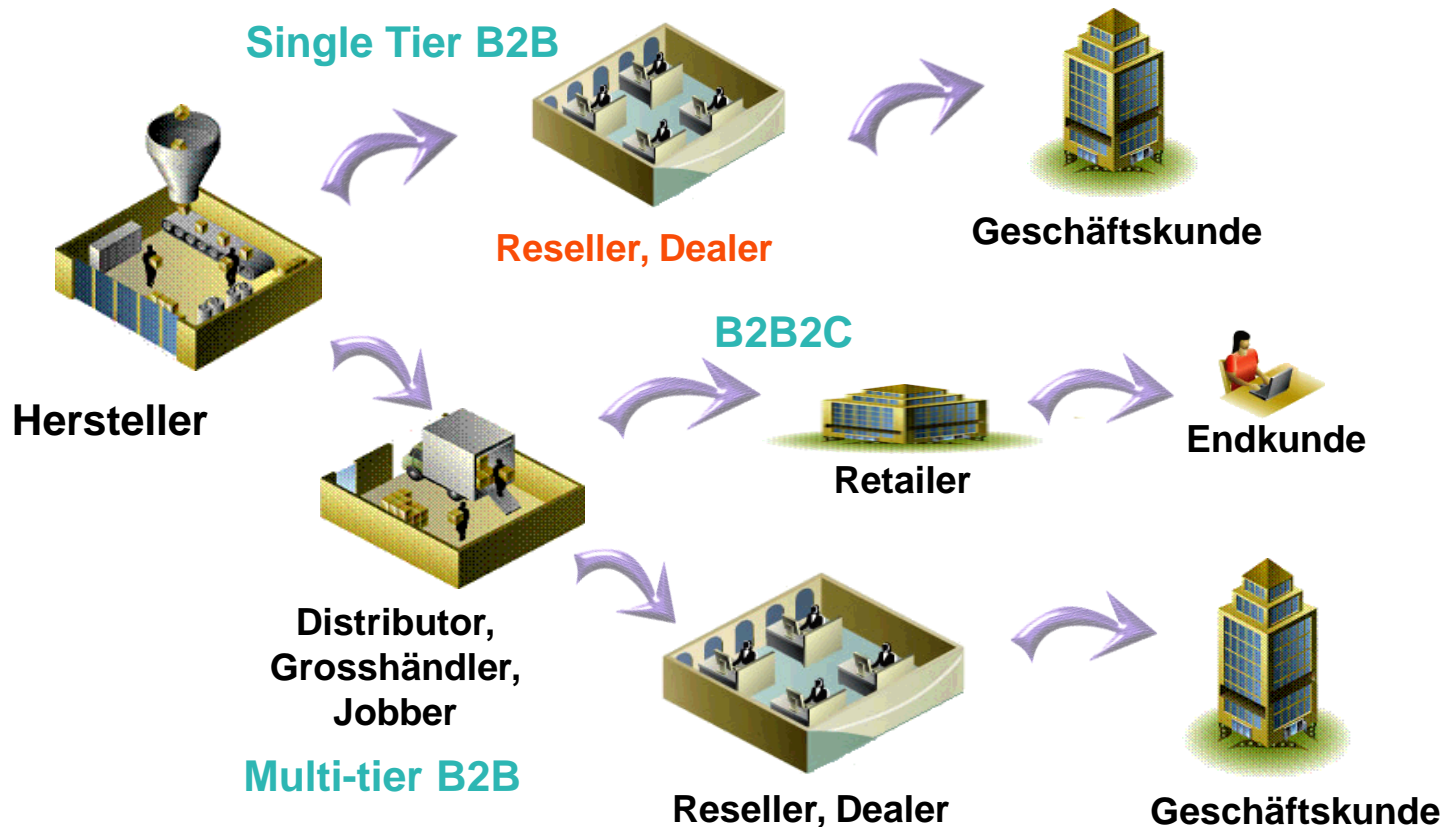 Single Tier B2B
Reseller, Dealer
Geschäftskunde
Hersteller
B2B2C
Retailer
Endkunde
Distributor,
Grosshändler,
Jobber
Multi-tier B2B
Reseller, Dealer
Geschäftskunde